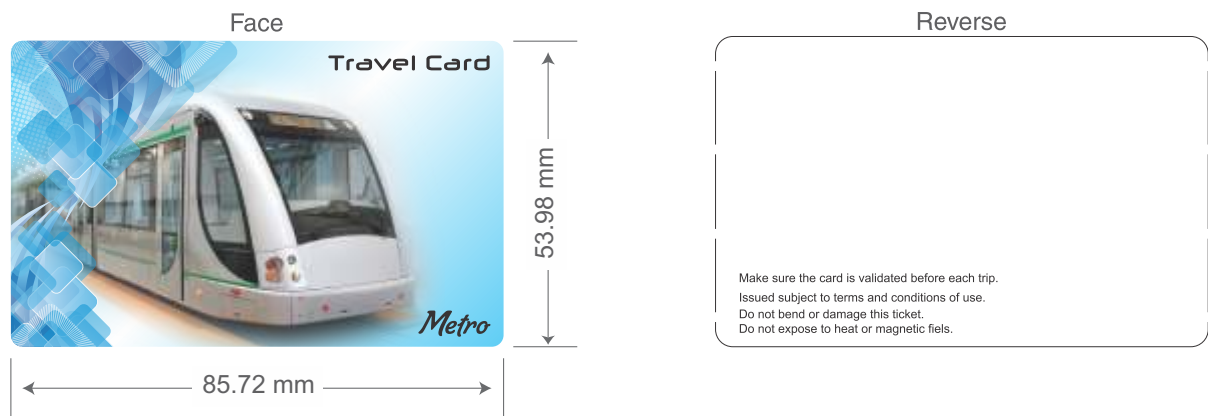 Face
Reverse
Travel Card
53.98 mm
Metro
85.72 mm
Make sure the card is validated before each trip.
Issued subject to terms and conditions of use.
Do not bend or damage this ticket.
Do not expose to heat or magnetic fiels.